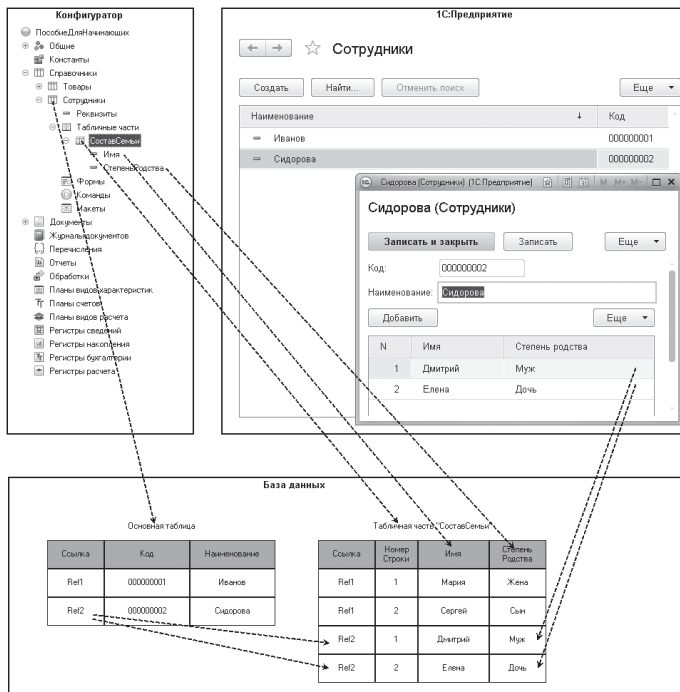 Конфигуратор
ПособиеДляНачинающих
Общие
Константы
Справочники
Товары
Сотрудники
Реквизиты
Табличные части
СоставСемьи
Имя
СтепеньРодства
Формы
Команды
Макеты
Документы
Журналы документов
Перечисления
Отчеты
Обработки
Планы видов характеристик
Планы счетов
Планы видов расчета
Регистры сведений
Регистры накопления
Регистры бухгалтерии
Регистры расчета
1С:Предприятие
Сотрудники
Создать Найти... Отменить поиск Еще
Наименование Код
Иванов 000000001
Сидорова 000000002
Сидорова (Сотрудники) (1С:Предприятие) M M+ M-
Сидорова (Сотрудники)
Записать и закрыть Записать Еще
Код: 000000002
Наименование: Сидорова
Добавить Еще
N Имя Степень родства
1 Дмитрий Муж
2 Елена Дочь
База данных
Основная таблица
Ссылка Код Наименование
Ref1 000000001 Иванов
Ref2 000000002 Сидорова
Табличная часть "СоставСемьи"
Ссылка Номер Строки Имя Степень Родства
Ref1 1 Мария Жена
Ref1 2 Сергей Сын
Ref2 1 Дмитрий Муж
Ref2 2 Елена Дочь